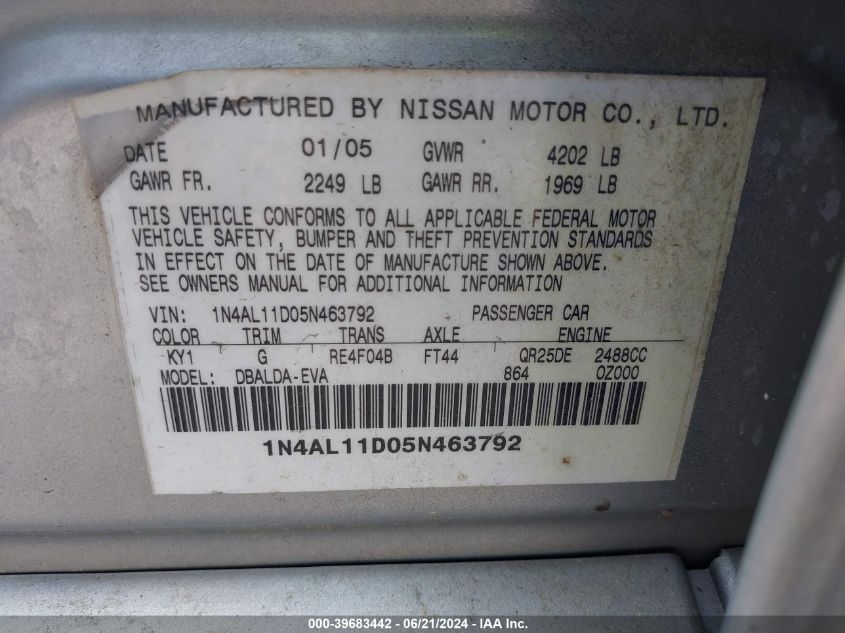 MANUFACTURED BY NISSAN MOTOR CO., LTD.
DATE 01/05 GVWR 4202 LB
GAWR FR. 2249 LB GAWR RR. 1969 LB
THIS VEHICLE CONFORMS TO ALL APPLICABLE FEDERAL MOTOR
VEHICLE SAFETY, BUMPER AND THEFT PREVENTION STANDARDS
IN EFFECT ON THE DATE OF MANUFACTURE SHOWN ABOVE.
SEE OWNERS MANUAL FOR ADDITIONAL INFORMATION
VIN: 1N4AL11D05N463792 PASSENGER CAR
COLOR TRIM TRANS AXLE ENGINE
KY1 G RE4F04B FT44 QR25DE 2488CC
MODEL: DBALDA-EVA 864 0Z000
1N4AL11D05N463792
000-39683442 - 06/21/2024 - IAA Inc.